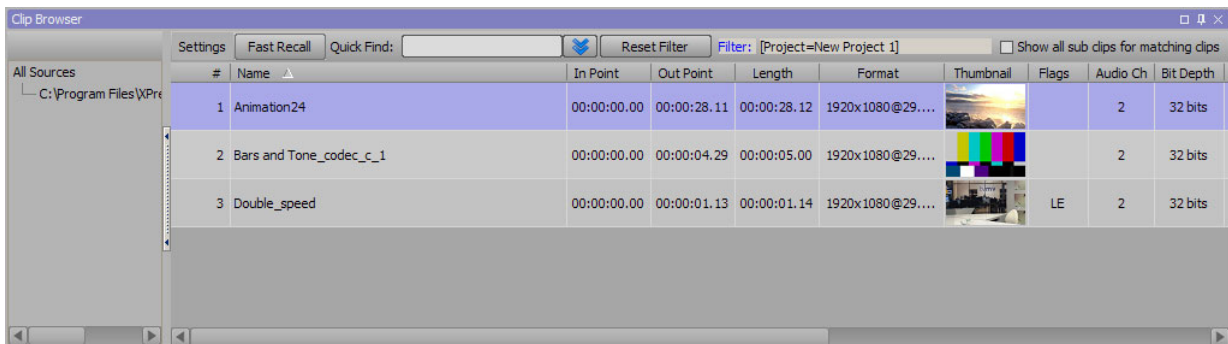 Clip Browser
Settings Fast Recall Quick Find: Reset Filter Filter: [Project=New Project 1] Show all sub clips for matching clips
All Sources
C:\Program Files\XPre
# Name In Point Out Point Length Format Thumbnail Flags Audio Ch Bit Depth
1 Animation24 00:00:00.00 00:00:28.11 00:00:28.12 1920x1080@29.... 2 32 bits
2 Bars and Tone_codec_c_1 00:00:00.00 00:00:04.29 00:00:05.00 1920x1080@29.... 2 32 bits
3 Double_speed 00:00:00.00 00:00:01.13 00:00:01.14 1920x1080@29.... LE 2 32 bits